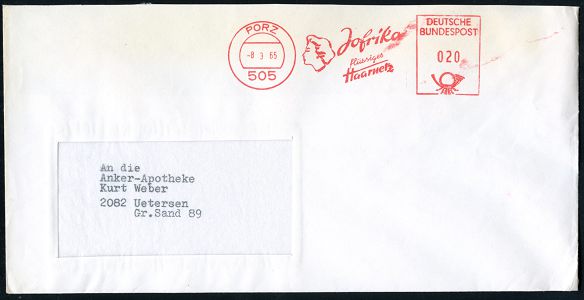 PORZ
-8 3 65
505
Jofrika
flüssiges
Haarnetz
DEUTSCHE
BUNDESPOST
020
An die
Anker-Apotheke
Kurt Weber
2082 Uetersen
Gr.Sand 89